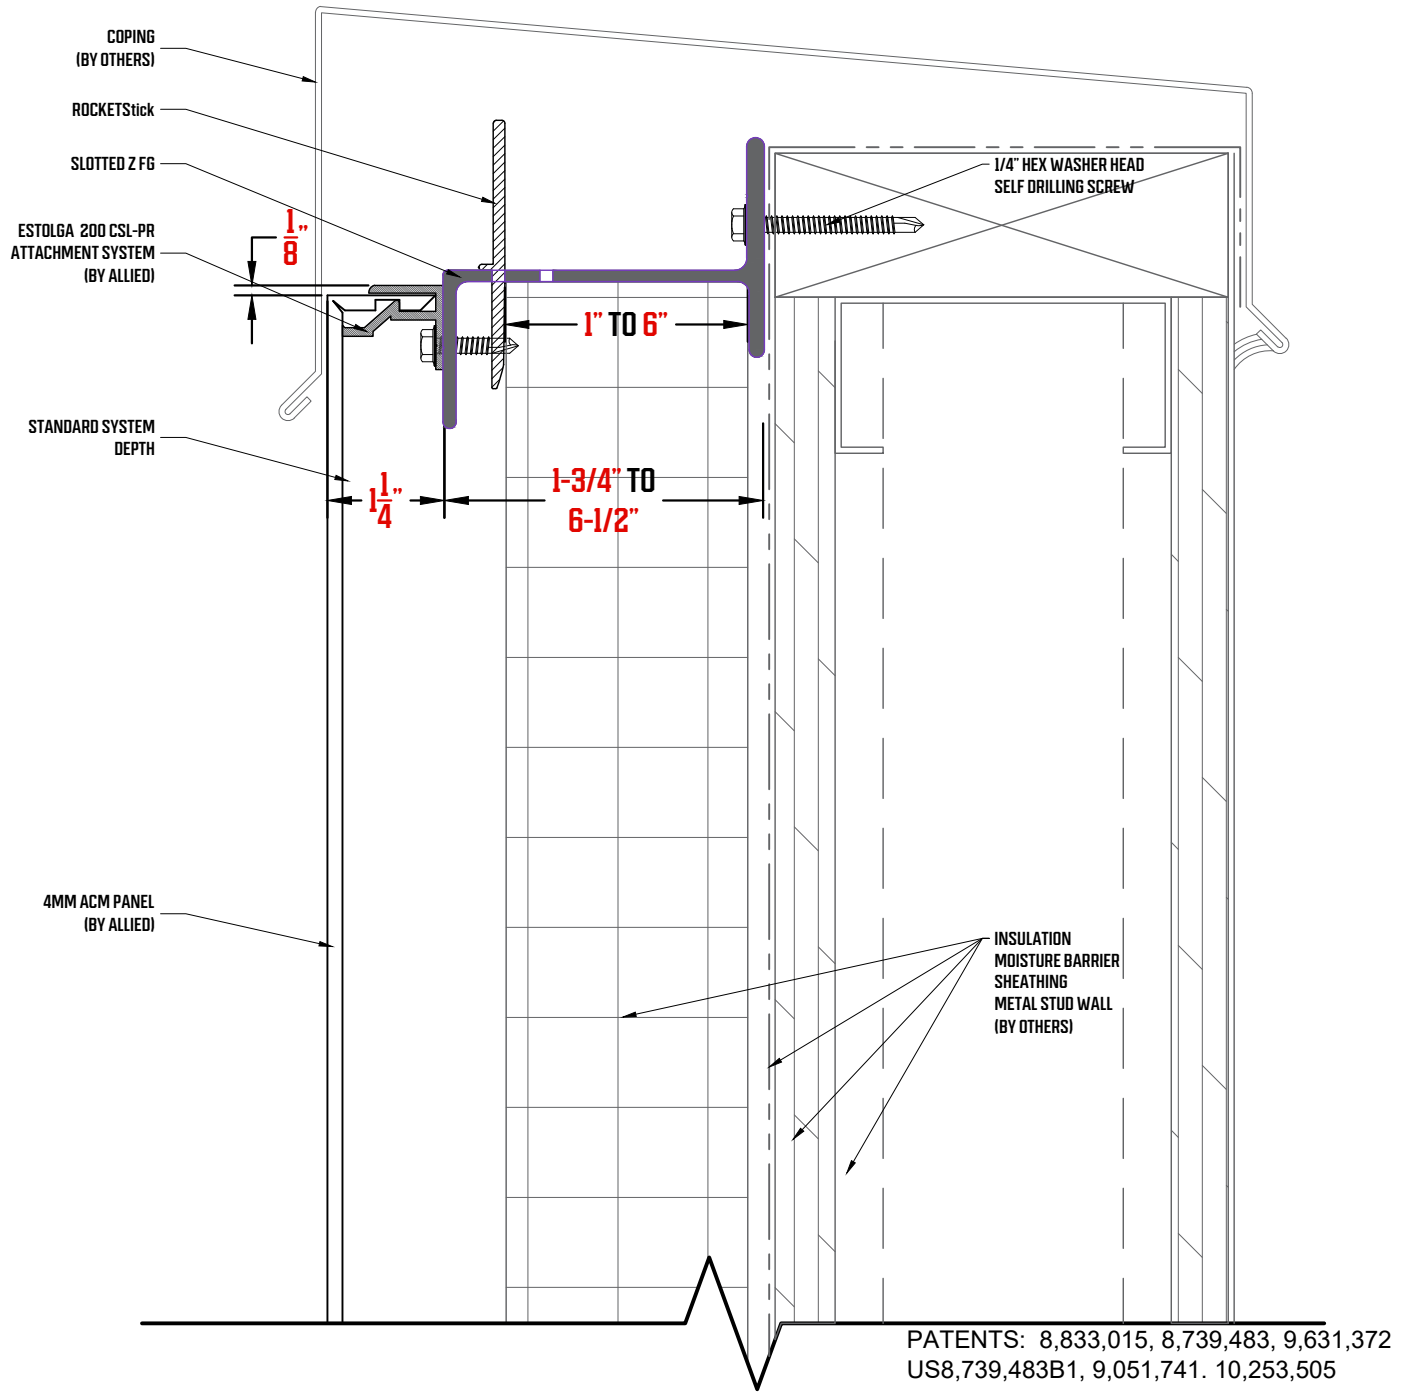 COPING
(BY OTHERS)
ROCKETStick
SLOTTED Z FG
ESTOLGA 200 CSL-PR
ATTACHMENT SYSTEM
(BY ALLIED)
1/8"
1/4" HEX WASHER HEAD
SELF DRILLING SCREW
1" TO 6"
STANDARD SYSTEM
DEPTH
1 1/4"
1-3/4" TO
6-1/2"
4MM ACM PANEL
(BY ALLIED)
INSULATION
MOISTURE BARRIER
SHEATHING
METAL STUD WALL
(BY OTHERS)
PATENTS: 8,833,015, 8,739,483, 9,631,372
US8,739,483B1, 9,051,741. 10,253,505